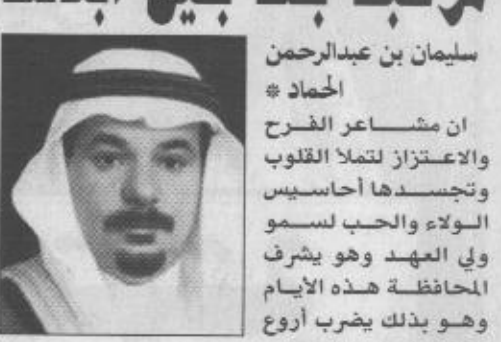 سليمان بن عبدالرحمن
الحماد *
ان مشاعر الفرح
والاعتزاز لتملأ القلوب
وتجسدها أحاسيس
الولاء والحب لسمو
ولي العهد وهو يشرف
المحافظة هذه الأيام
وهو بذلك يضرب أروع